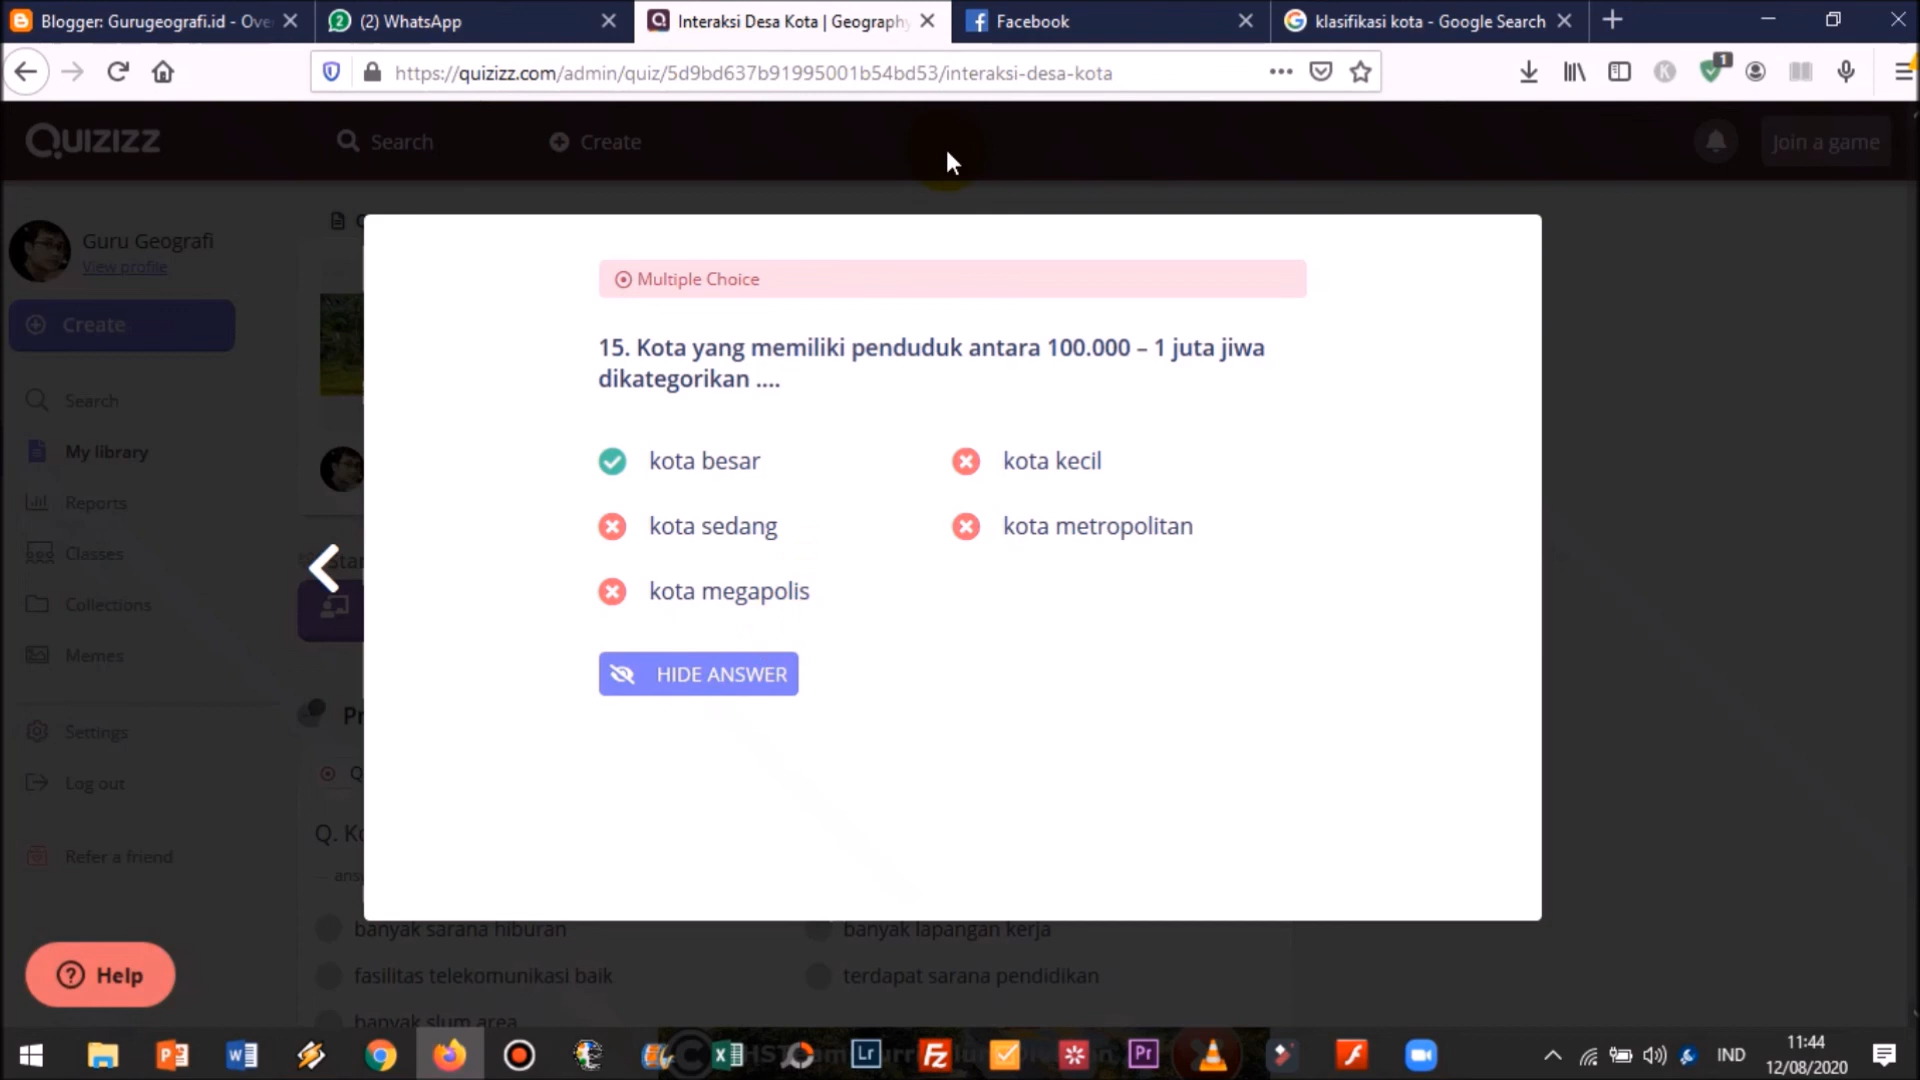 Blogger: Gurugeografi.id - Ove
(2) WhatsApp
Interaksi Desa Kota | Geography
Facebook
klasifikasi kota - Google Search
https://quizizz.com/admin/quiz/5d9bd637b91995001b54bd53/interaksi-desa-kota
1
Quizizz
Search
Create
Join a game
Guru Geografi
View profile
Create
Search
My library
Reports
Classes
Collections
Memes
Settings
Log out
Refer a friend
Help
Multiple Choice
15. Kota yang memiliki penduduk antara 100.000 – 1 juta jiwa
dikategorikan ....
kota besar
kota kecil
kota sedang
kota metropolitan
kota megapolis
HIDE ANSWER
banyak sarana hiburan
banyak lapangan kerja
fasilitas telekomunikasi baik
terdapat sarana pendidikan
banyak slum area
IND
11:44
12/08/2020